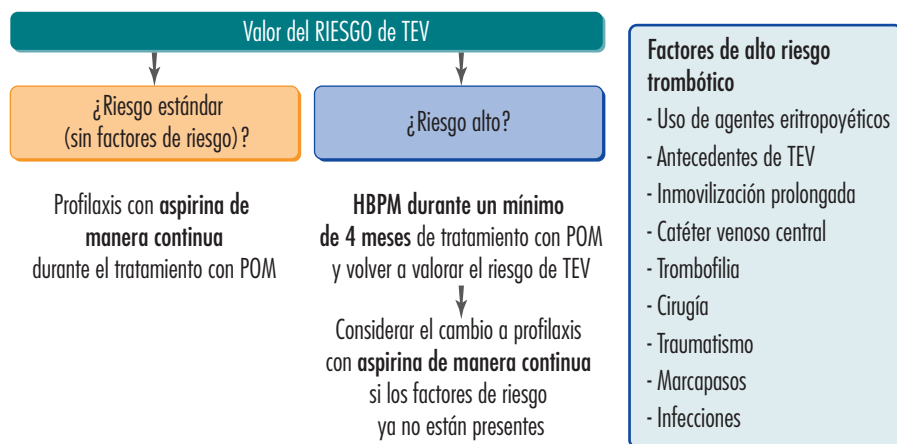 Valor del RIESGO de TEV
¿Riesgo estándar
(sin factores de riesgo)?
Profilaxis con aspirina de
manera continua
durante el tratamiento con POM
¿Riesgo alto?
HBPM durante un mínimo
de 4 meses de tratamiento con POM
y volver a valorar el riesgo de TEV
Considerar el cambio a profilaxis
con aspirina de manera continua
si los factores de riesgo
ya no están presentes
Factores de alto riesgo
trombótico
- Uso de agentes eritropoyéticos
- Antecedentes de TEV
- Inmovilización prolongada
- Catéter venoso central
- Trombofilia
- Cirugía
- Traumatismo
- Marcapasos
- Infecciones